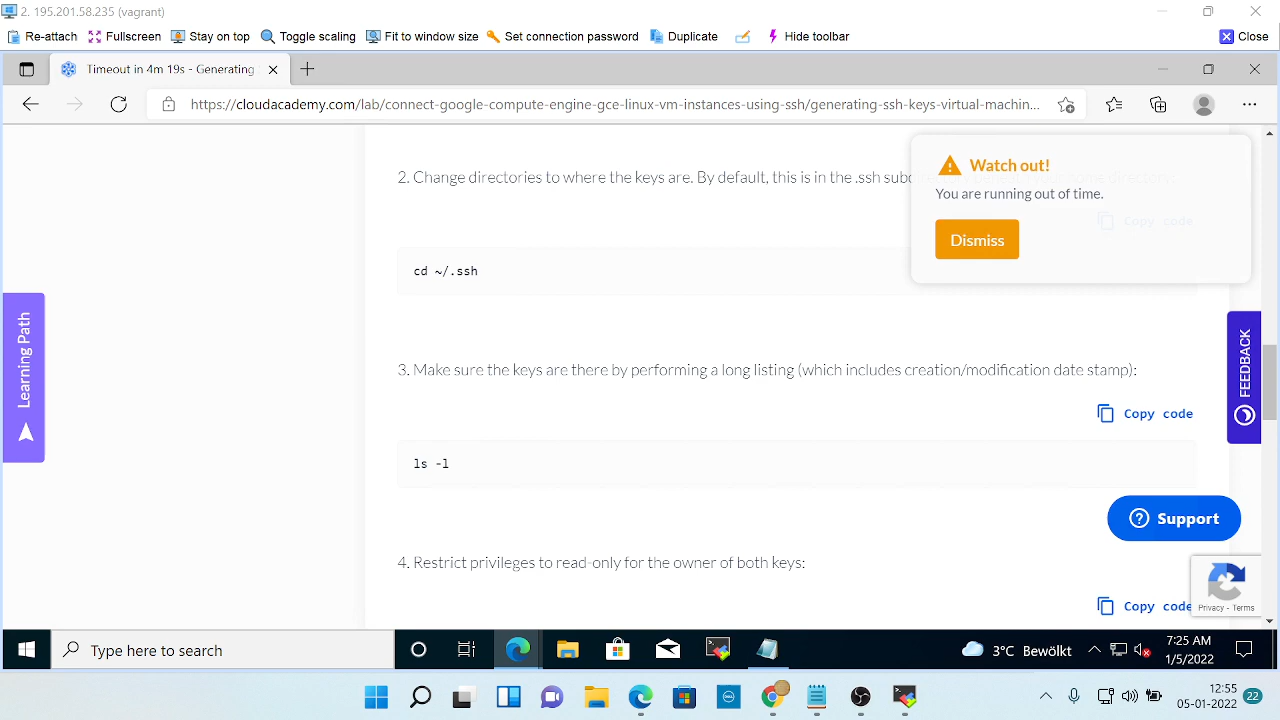 2. 195.201.58.235 (vagrant)
Re-attach Fullscreen Stay on top Toggle scaling Fit to window size Set connection password Duplicate Hide toolbar Close
Timeout in 4m 19s - Generating
https://cloudacademy.com/lab/connect-google-compute-engine-gce-linux-vm-instances-using-ssh/generating-ssh-keys-virtual-machin...
Watch out!
2. Change directories to where the keys are. By default, this is in the .ssh
You are running out of time.
Copy code
Dismiss
cd ~/.ssh
Learning Path
FEEDBACK
3. Make sure the keys are there by performing a long listing (which includes creation/modification date stamp):
Copy code
ls -l
Support
4. Restrict privileges to read-only for the owner of both keys:
Copy code
Privacy - Terms
Type here to search
3°C Bewölkt
7:25 AM
1/5/2022
DELL
12:55
05-01-2022
22